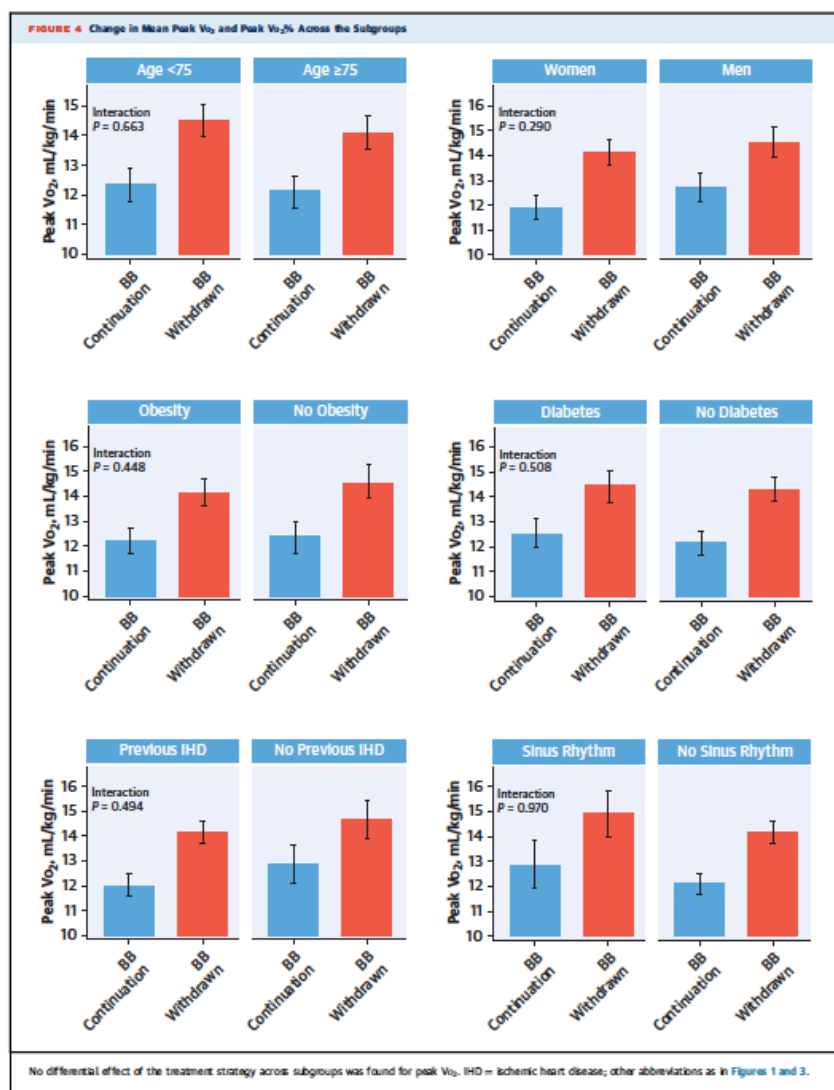 FIGURE 4 Change in Mean Peak Vo₂ and Peak Vo₂% Across the Subgroups
Age <75
Age ≥75
Peak Vo₂, mL/kg/min
15
14
13
12
11
10
Interaction
P = 0.663
BB
Continuation
BB
Withdrawn
BB
Continuation
BB
Withdrawn
Women
Men
Peak Vo₂, mL/kg/min
16
15
14
13
12
11
10
Interaction
P = 0.290
BB
Continuation
BB
Withdrawn
BB
Continuation
BB
Withdrawn
Obesity
No Obesity
Peak Vo₂, mL/kg/min
16
15
14
13
12
11
10
Interaction
P = 0.448
BB
Continuation
BB
Withdrawn
BB
Continuation
BB
Withdrawn
Diabetes
No Diabetes
Peak Vo₂, mL/kg/min
16
15
14
13
12
11
10
Interaction
P = 0.508
BB
Continuation
BB
Withdrawn
BB
Continuation
BB
Withdrawn
Previous IHD
No Previous IHD
Peak Vo₂, mL/kg/min
16
15
14
13
12
11
10
Interaction
P = 0.494
BB
Continuation
BB
Withdrawn
BB
Continuation
BB
Withdrawn
Sinus Rhythm
No Sinus Rhythm
Peak Vo₂, mL/kg/min
16
15
14
13
12
11
10
Interaction
P = 0.970
BB
Continuation
BB
Withdrawn
BB
Continuation
BB
Withdrawn
No differential effect of the treatment strategy across subgroups was found for peak Vo₂. IHD = ischemic heart disease; other abbreviations as in Figures 1 and 3.